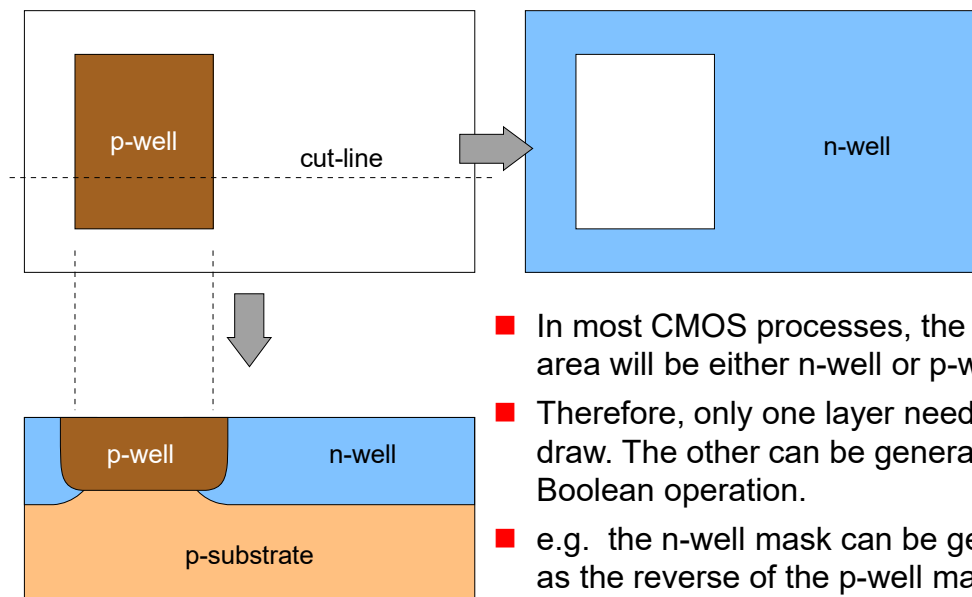 p-well
cut-line
n-well
In most CMOS processes, the
area will be either n-well or p-w
Therefore, only one layer need
draw. The other can be genera
Boolean operation.
e.g. the n-well mask can be ge
as the reverse of the p-well ma
p-well
n-well
p-substrate